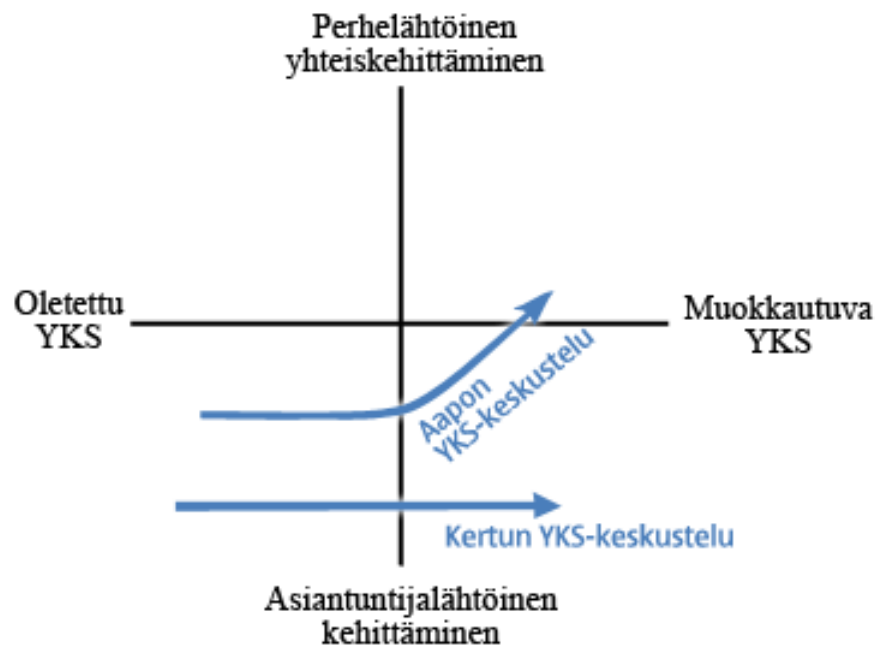 Perhelähtöinen
yhteiskehittäminen
Oletettu
YKS
Muokkautuva
YKS
Aapon
YKS-keskustelu
Kertun YKS-keskustelu
Asiantuntijalähtöinen
kehittäminen